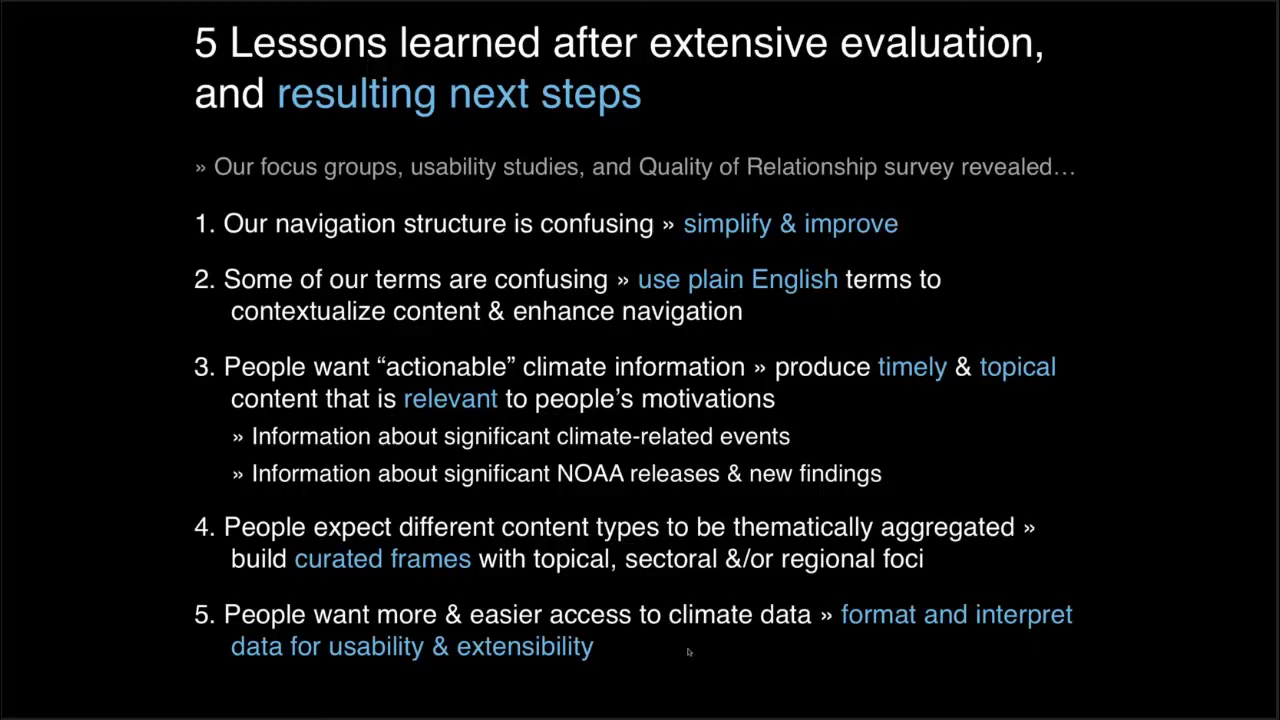 5 Lessons learned after extensive evaluation,
and resulting next steps
» Our focus groups, usability studies, and Quality of Relationship survey revealed…
1. Our navigation structure is confusing » simplify & improve
2. Some of our terms are confusing » use plain English terms to
contextualize content & enhance navigation
3. People want “actionable” climate information » produce timely & topical
content that is relevant to people’s motivations
» Information about significant climate-related events
» Information about significant NOAA releases & new findings
4. People expect different content types to be thematically aggregated »
build curated frames with topical, sectoral &/or regional foci
5. People want more & easier access to climate data » format and interpret
data for usability & extensibility